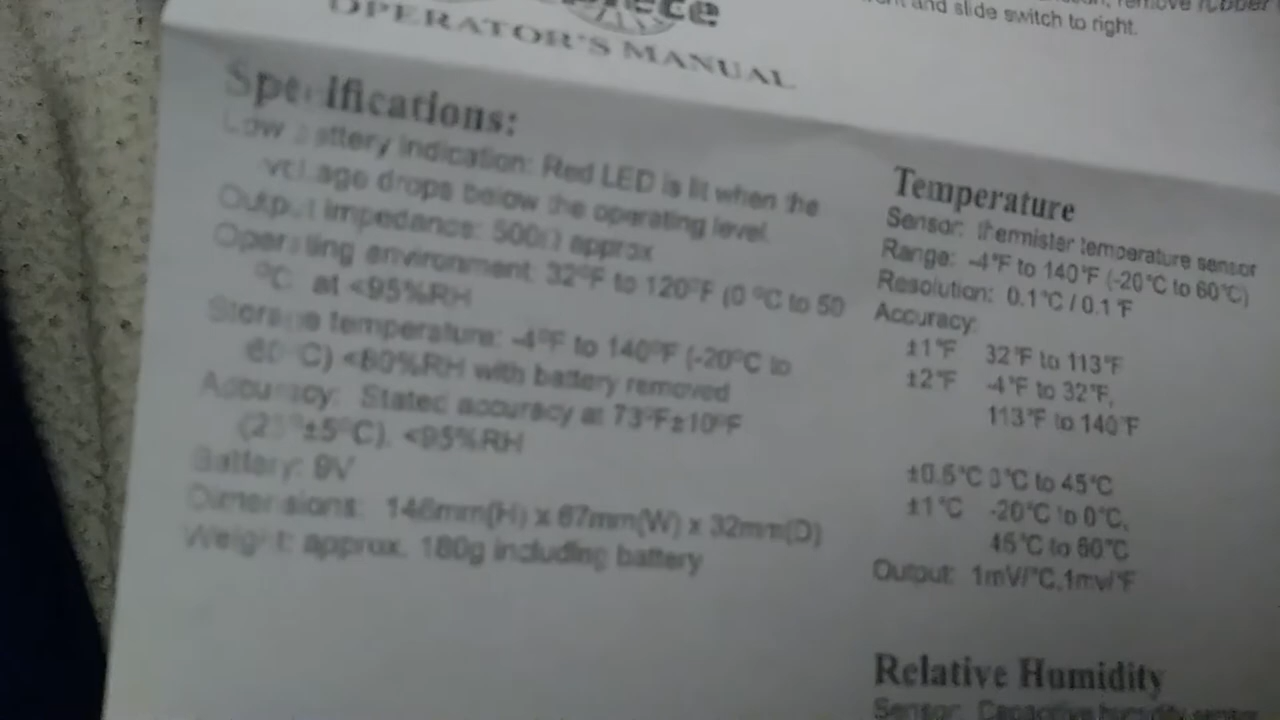 OPERATOR'S MANUAL
and slide switch to right.
Specifications:
Low battery indication: Red LED is lit when the
voltage drops below the operating level.
Output impedance: 500Ω approx
Operating environment: 32°F to 120°F (0 °C to 50
°C at <95%RH
Storage temperature: -4°F to 140°F (-20°C to
60°C) <80%RH with battery removed
Accuracy: Stated accuracy at 73°F±10°F
±5°C), <95%RH
Battery: 9V
Dimensions: 146mm(H) x 67mm(W) x 32mm(D)
Weight: approx. 180g including battery
Temperature
Sensor: thermister temperature sensor
Range: -4°F to 140°F (-20°C to 60°C)
Resolution: 0.1°C / 0.1°F
Accuracy:
±1°F 32°F to 113°F
±2°F -4°F to 32°F,
113°F to 140°F
±0.5°C 0°C to 45°C
±1°C -20°C to 0°C,
45°C to 60°C
Output: 1mV/°C,1mv/°F
Relative Humidity
Sensor: Capacitive humidity sensor